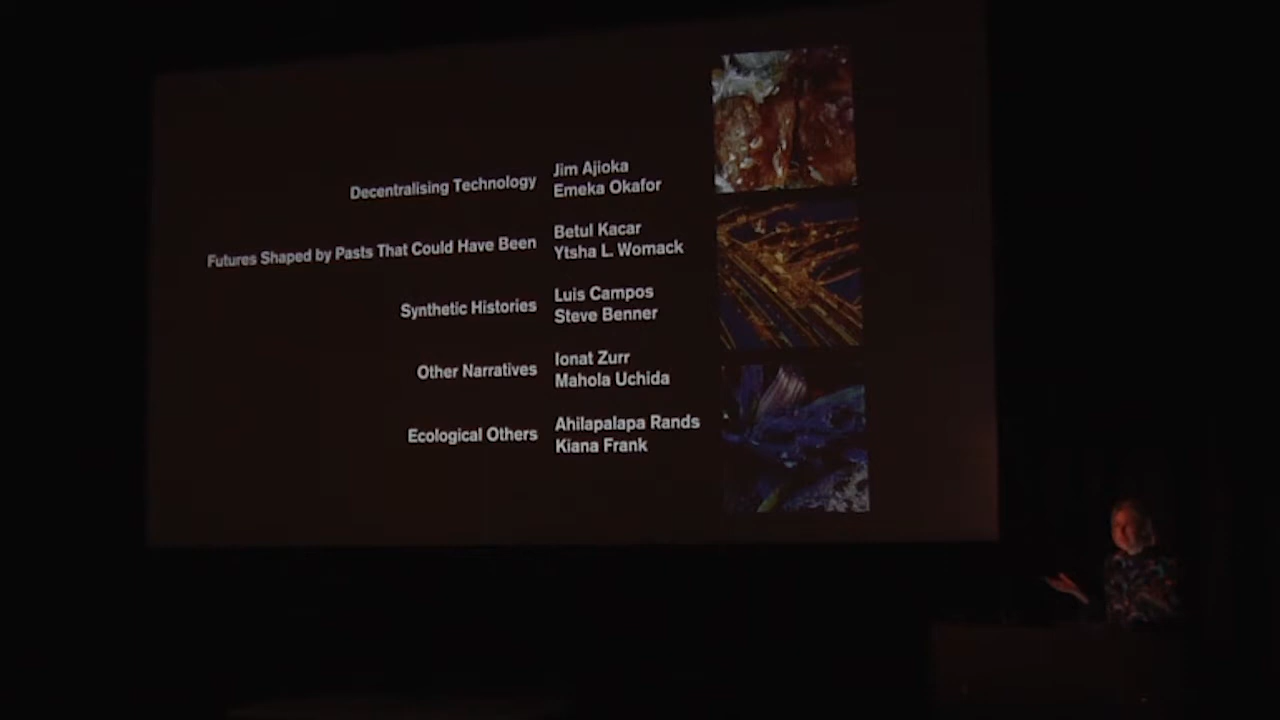 Decentralising Technology
Jim Ajioka
Emeka Okafor
Futures Shaped by Pasts That Could Have Been
Betul Kacar
Ytsha L. Womack
Synthetic Histories
Luis Campos
Steve Benner
Other Narratives
Ionat Zurr
Mahola Uchida
Ecological Others
Ahilapalapa Rands
Kiana Frank